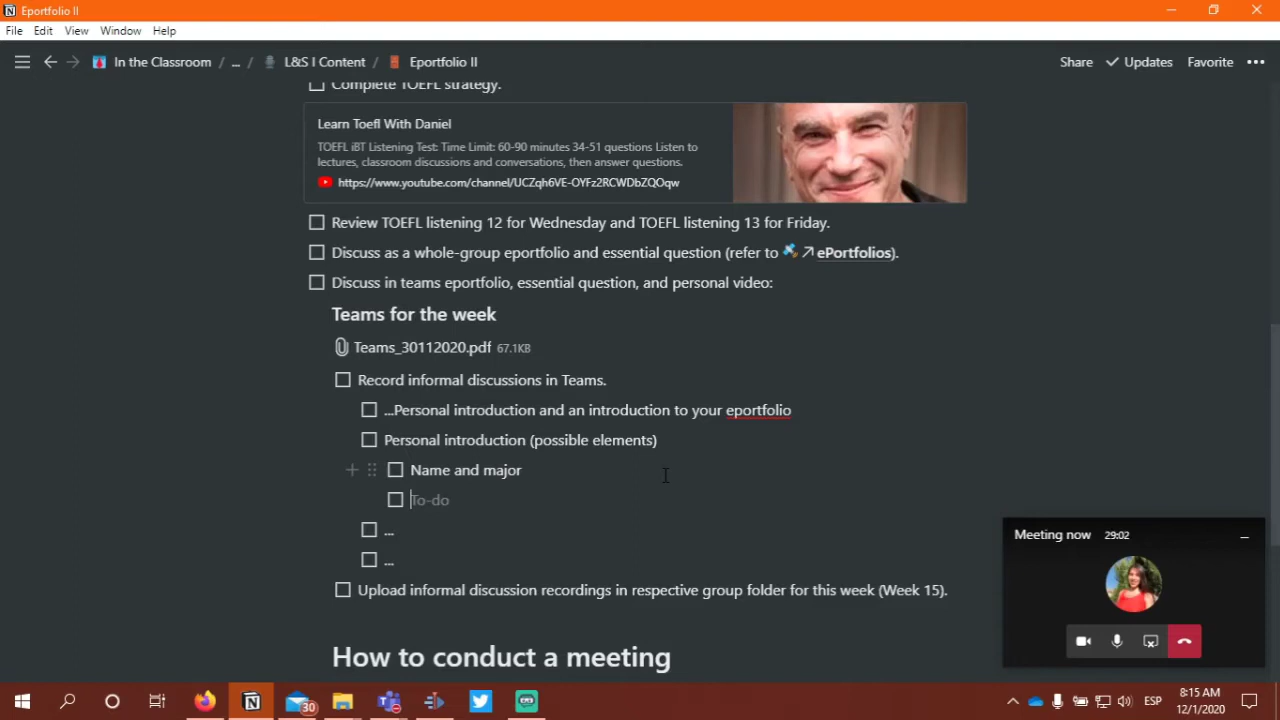 Eportfolio II
File Edit View Window Help
In the Classroom / ... / L&S I Content / Eportfolio II
Share Updates Favorite
Complete TOEFL strategy.
Learn Toefl With Daniel
TOEFL iBT Listening Test: Time Limit: 60-90 minutes 34-51 questions Listen to
lectures, classroom discussions and conversations, then answer questions.
https://www.youtube.com/channel/UCZqh6VE-OYFz2RCWDbZQOqw
Review TOEFL listening 12 for Wednesday and TOEFL listening 13 for Friday.
Discuss as a whole-group eportfolio and essential question (refer to ePortfolios).
Discuss in teams eportfolio, essential question, and personal video:
Teams for the week
Teams_30112020.pdf 67.1KB
Record informal discussions in Teams.
...Personal introduction and an introduction to your eportfolio
Personal introduction (possible elements)
Name and major
To-do
...
...
Upload informal discussion recordings in respective group folder for this week (Week 15).
How to conduct a meeting
Meeting now 29:02
30
ESP
8:15 AM
12/1/2020